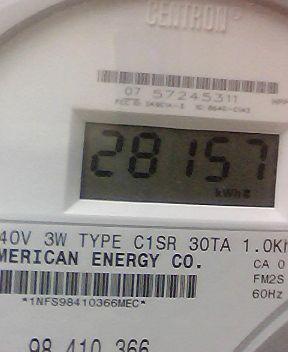 CENTRON®
07 57245311
28157
kWh
40V 3W TYPE C1SR 30TA 1.0Kh
MERICAN ENERGY CO.
CA 0
FM2S
60Hz
*1NFS98410366MEC*
98 410 366